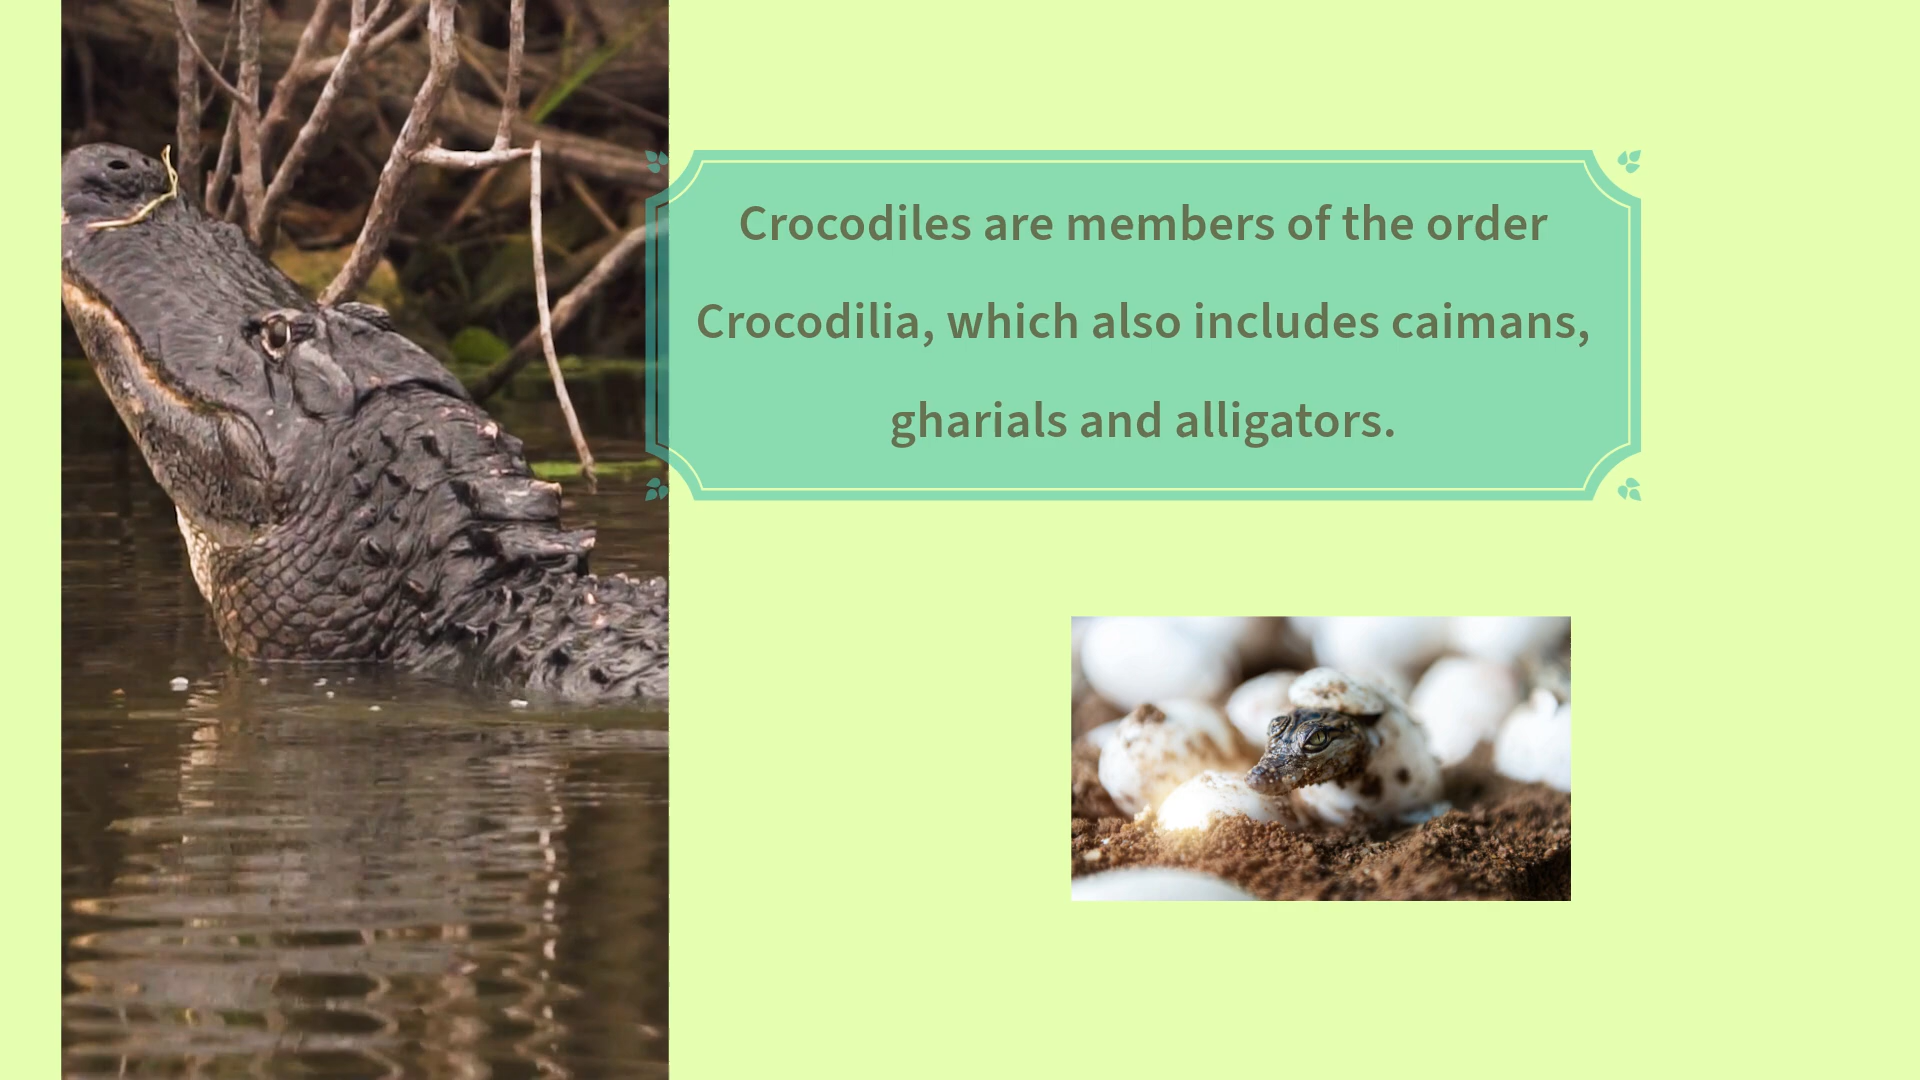 Crocodiles are members of the order
Crocodilia, which also includes caimans,
gharials and alligators.